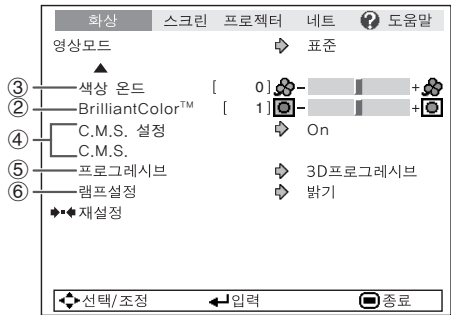 화상 스크린 프로젝터 네트 ? 도움말
영상모드 표준
③ 색상 온드 [ 0] - +
② BrilliantColor™ [ 1] - +
④ C.M.S. 설정 On
C.M.S.
⑤ 프로그레시브 3D프로그레시브
⑥ 램프설정 밝기
재설정
선택/조정 입력 종료